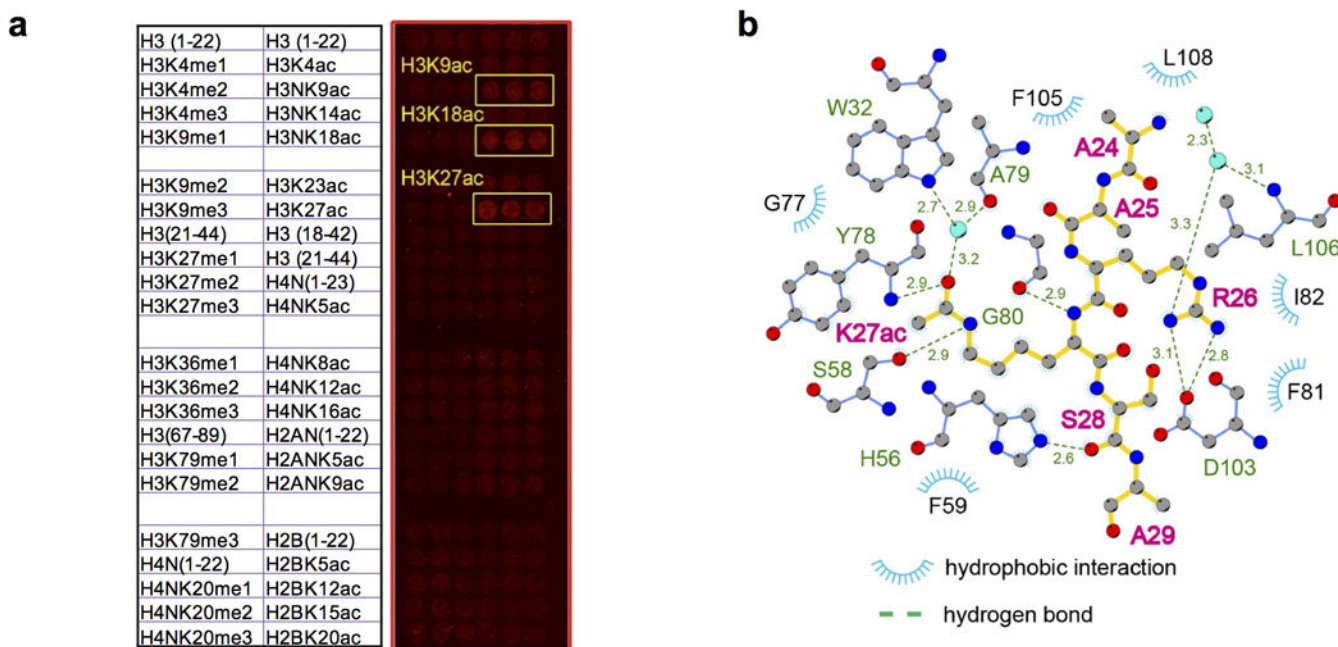 a
H3 (1-22) H3 (1-22)
H3K4me1 H3K4ac
H3K4me2 H3NK9ac
H3K4me3 H3NK14ac
H3K9me1 H3NK18ac
H3K9me2 H3K23ac
H3K9me3 H3K27ac
H3(21-44) H3 (18-42)
H3K27me1 H3 (21-44)
H3K27me2 H4N(1-23)
H3K27me3 H4NK5ac
H3K36me1 H4NK8ac
H3K36me2 H4NK12ac
H3K36me3 H4NK16ac
H3(67-89) H2AN(1-22)
H3K79me1 H2ANK5ac
H3K79me2 H2ANK9ac
H3K79me3 H2B(1-22)
H4N(1-22) H2BK5ac
H4NK20me1 H2BK12ac
H4NK20me2 H2BK15ac
H4NK20me3 H2BK20ac
H3K9ac
H3K18ac
H3K27ac
b
L108
W32
F105
A24
2.3
3.1
A79
G77
2.7
2.9
A25
3.3
L106
Y78
3.2
2.9
2.9
R26
I82
K27ac
G80
2.9
3.1
2.8
S58
F81
S28
H56
2.6
D103
F59
A29
hydrophobic interaction
hydrogen bond